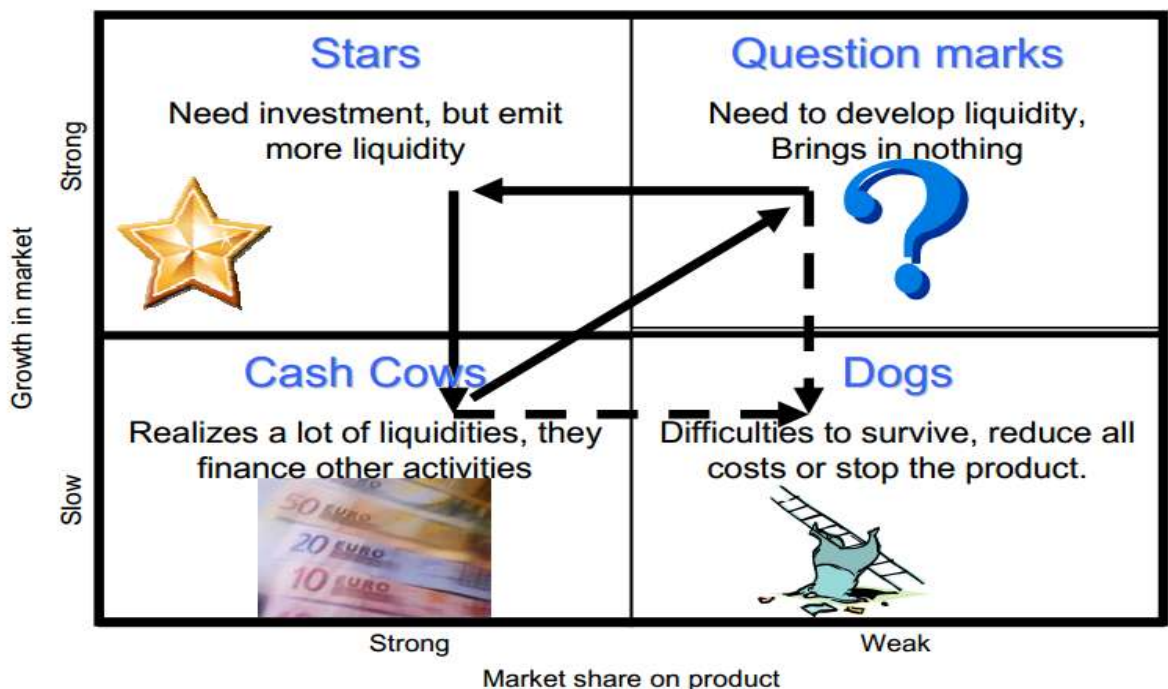 Stars
Need investment, but emit
more liquidity
Question marks
Need to develop liquidity,
Brings in nothing
Strong
Growth in market
Cash Cows
Realizes a lot of liquidities, they
finance other activities
50 EURO
20 EURO
10 EURO
Dogs
Difficulties to survive, reduce all
costs or stop the product.
Slow
Strong
Weak
Market share on product